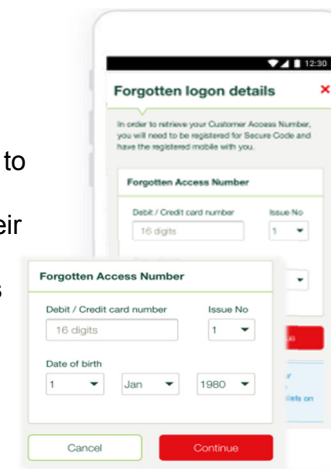 12:30
Forgotten logon details
In order to retrieve your Customer
Access Number,
you will need to be registered for Secure Code and
have the registered mobile with you.
to
Forgotten Access Number
Debit / Credit card number Issue No
16 digits 1
eir
s
Forgotten Access Number
Debit / Credit card number Issue No
16 digits 1
Date of birth
1 Jan 1980
Cancel Continue